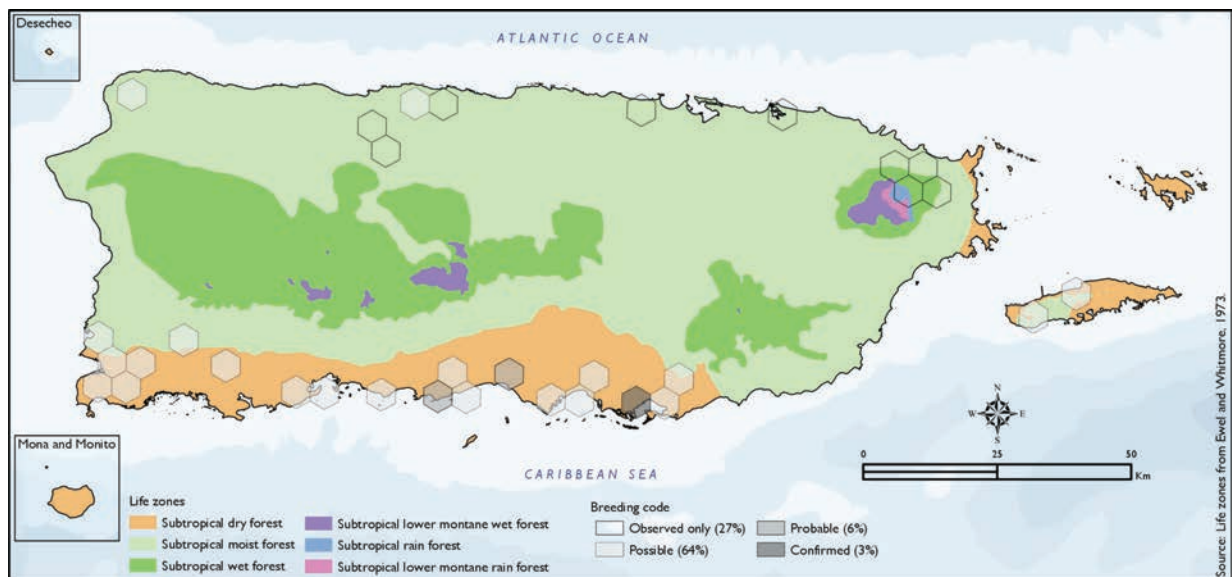 Desecheo
ATLANTIC OCEAN
N
W
E
S
0
25
50
Km
Mona and Monito
CARIBBEAN SEA
Life zones
Subtropical dry forest
Subtropical moist forest
Subtropical wet forest
Subtropical lower montane wet forest
Subtropical rain forest
Subtropical lower montane rain forest
Breeding code
Observed only (27%)
Possible (64%)
Probable (6%)
Confirmed (3%)
Source: Life zones from Ewel and Whitmore, 1973.